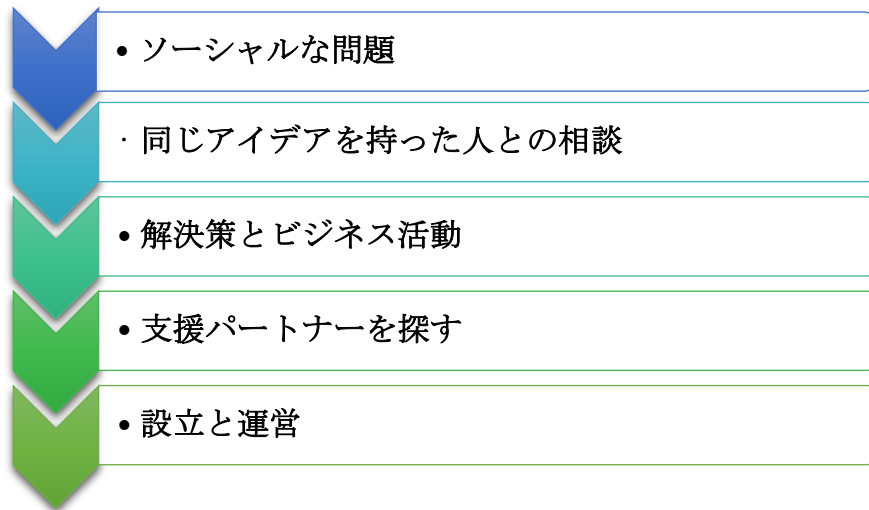 • ソーシャルな問題
・同じアイデアを持った人との相談
• 解決策とビジネス活動
• 支援パートナーを探す
• 設立と運営